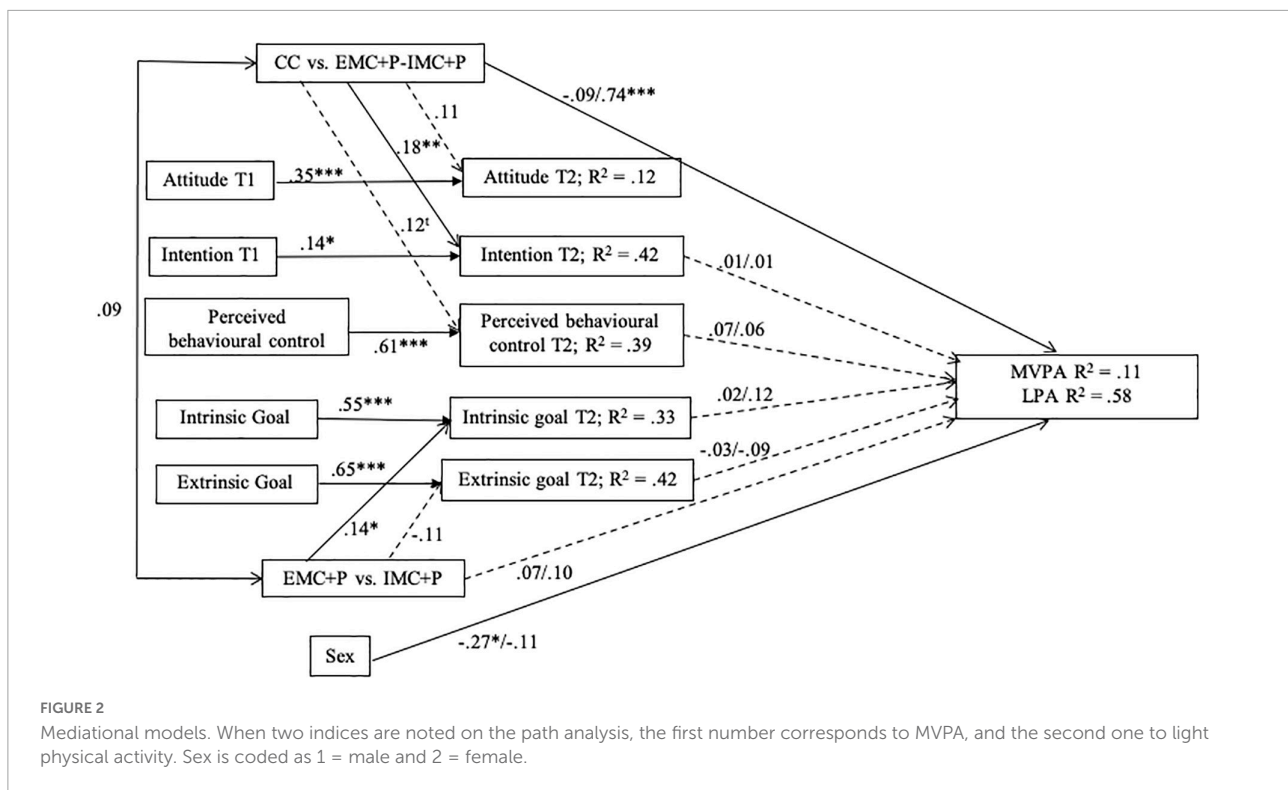 CC vs. EMC+P-IMC+P
-.09/.74***
.11
.18**
Attitude T1
.35***
Attitude T2; R² = .12
.12ᵗ
Intention T1
.14*
Intention T2; R² = .42
.01/.01
.09
Perceived
behavioural control
.61***
Perceived behavioural
control T2; R² = .39
.07/.06
MVPA R² = .11
LPA R² = .58
Intrinsic Goal
.55***
Intrinsic goal T2; R² = .33
.02/.12
Extrinsic Goal
.65***
Extrinsic goal T2; R² = .42
-.03/-.09
.14*
-.11
EMC+P vs. IMC+P
.07/.10
Sex
-.27*/-.11
FIGURE 2
Mediational models. When two indices are noted on the path analysis, the first number corresponds to MVPA, and the second one to light
physical activity. Sex is coded as 1 = male and 2 = female.